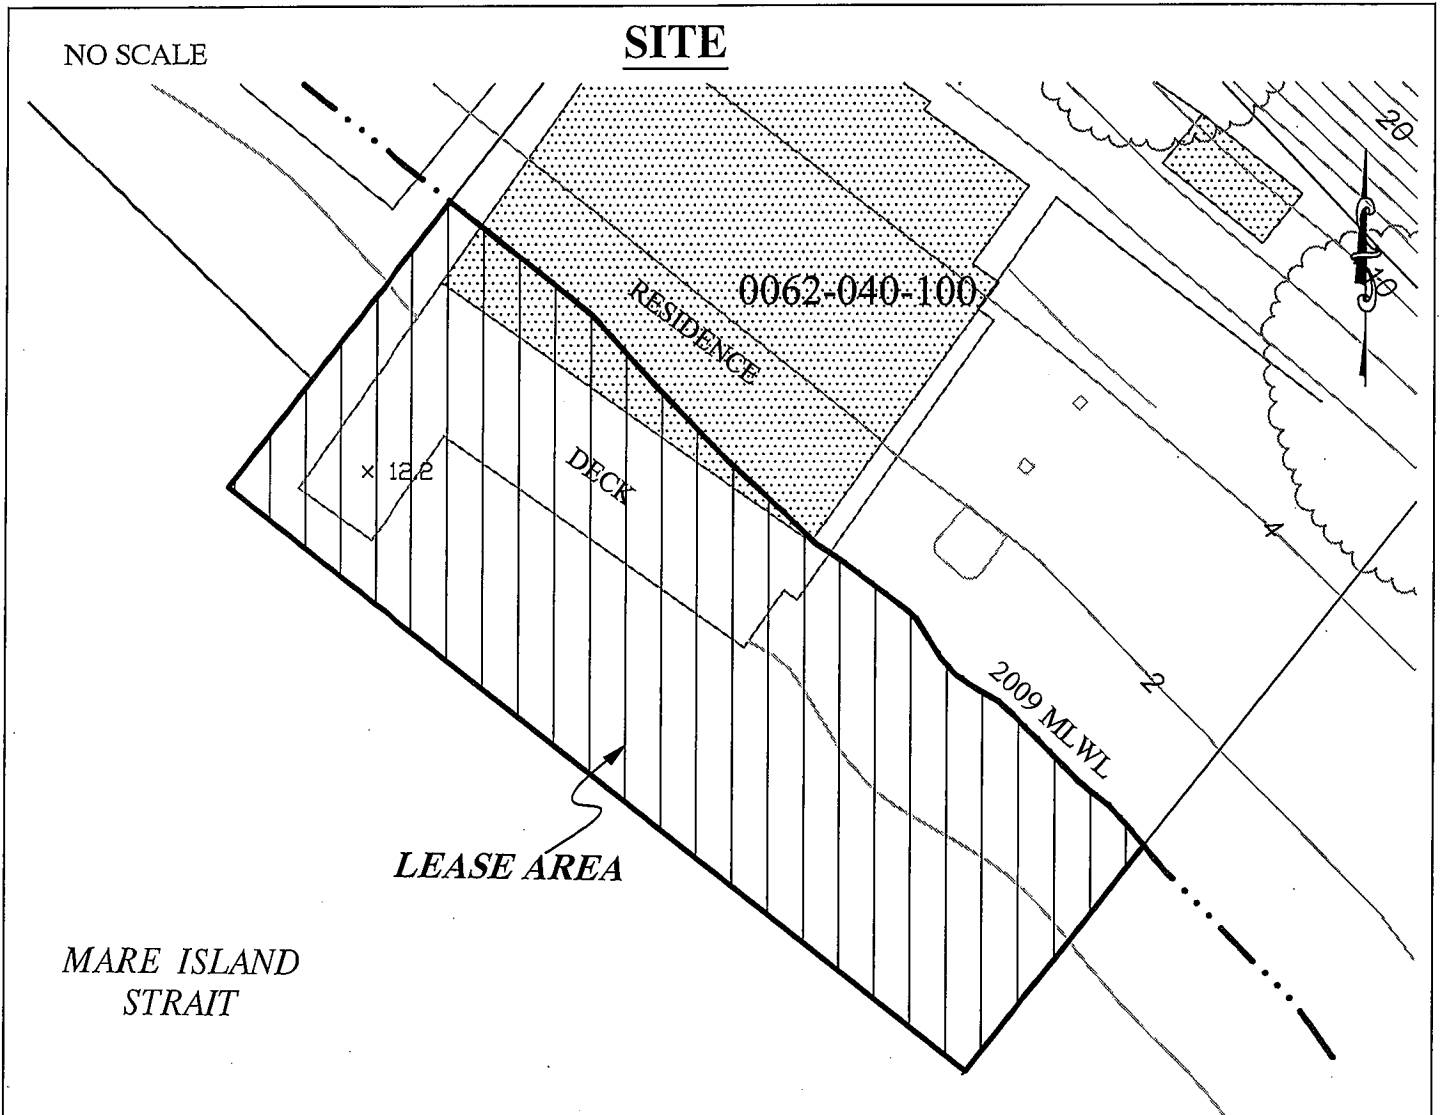 SITE
NO SCALE
20
10
0062-040-100
RESIDENCE
DECK
× 12.2
4
2
2009 MLWL
LEASE AREA
MARE ISLAND
STRAIT